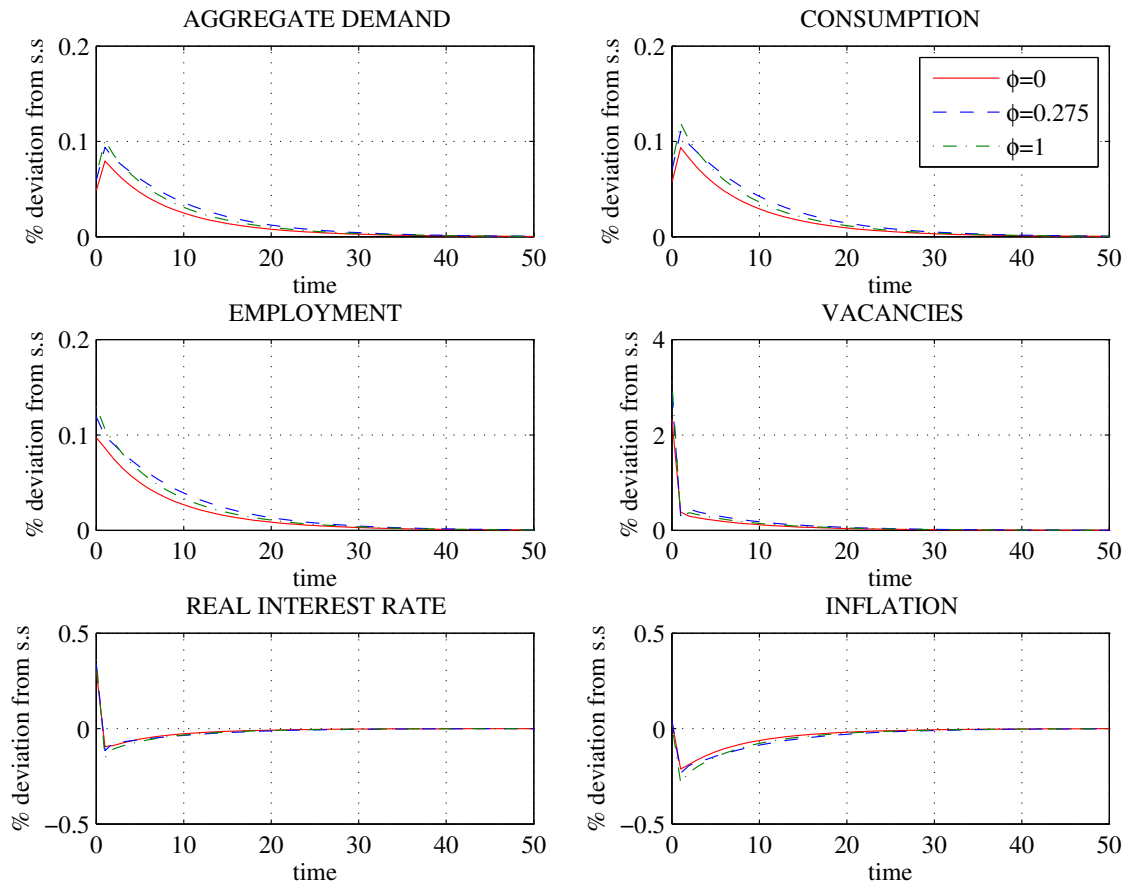 AGGREGATE DEMAND
% deviation from s.s
0.2
0.1
0
0 10 20 30 40 50
time
CONSUMPTION
% deviation from s.s
0.2
0.1
0
0 10 20 30 40 50
time
ϕ=0
ϕ=0.275
ϕ=1
EMPLOYMENT
% deviation from s.s
0.2
0.1
0
0 10 20 30 40 50
time
VACANCIES
% deviation from s.s
4
2
0
0 10 20 30 40 50
time
REAL INTEREST RATE
% deviation from s.s
0.5
0
−0.5
0 10 20 30 40 50
time
INFLATION
% deviation from s.s
0.5
0
−0.5
0 10 20 30 40 50
time